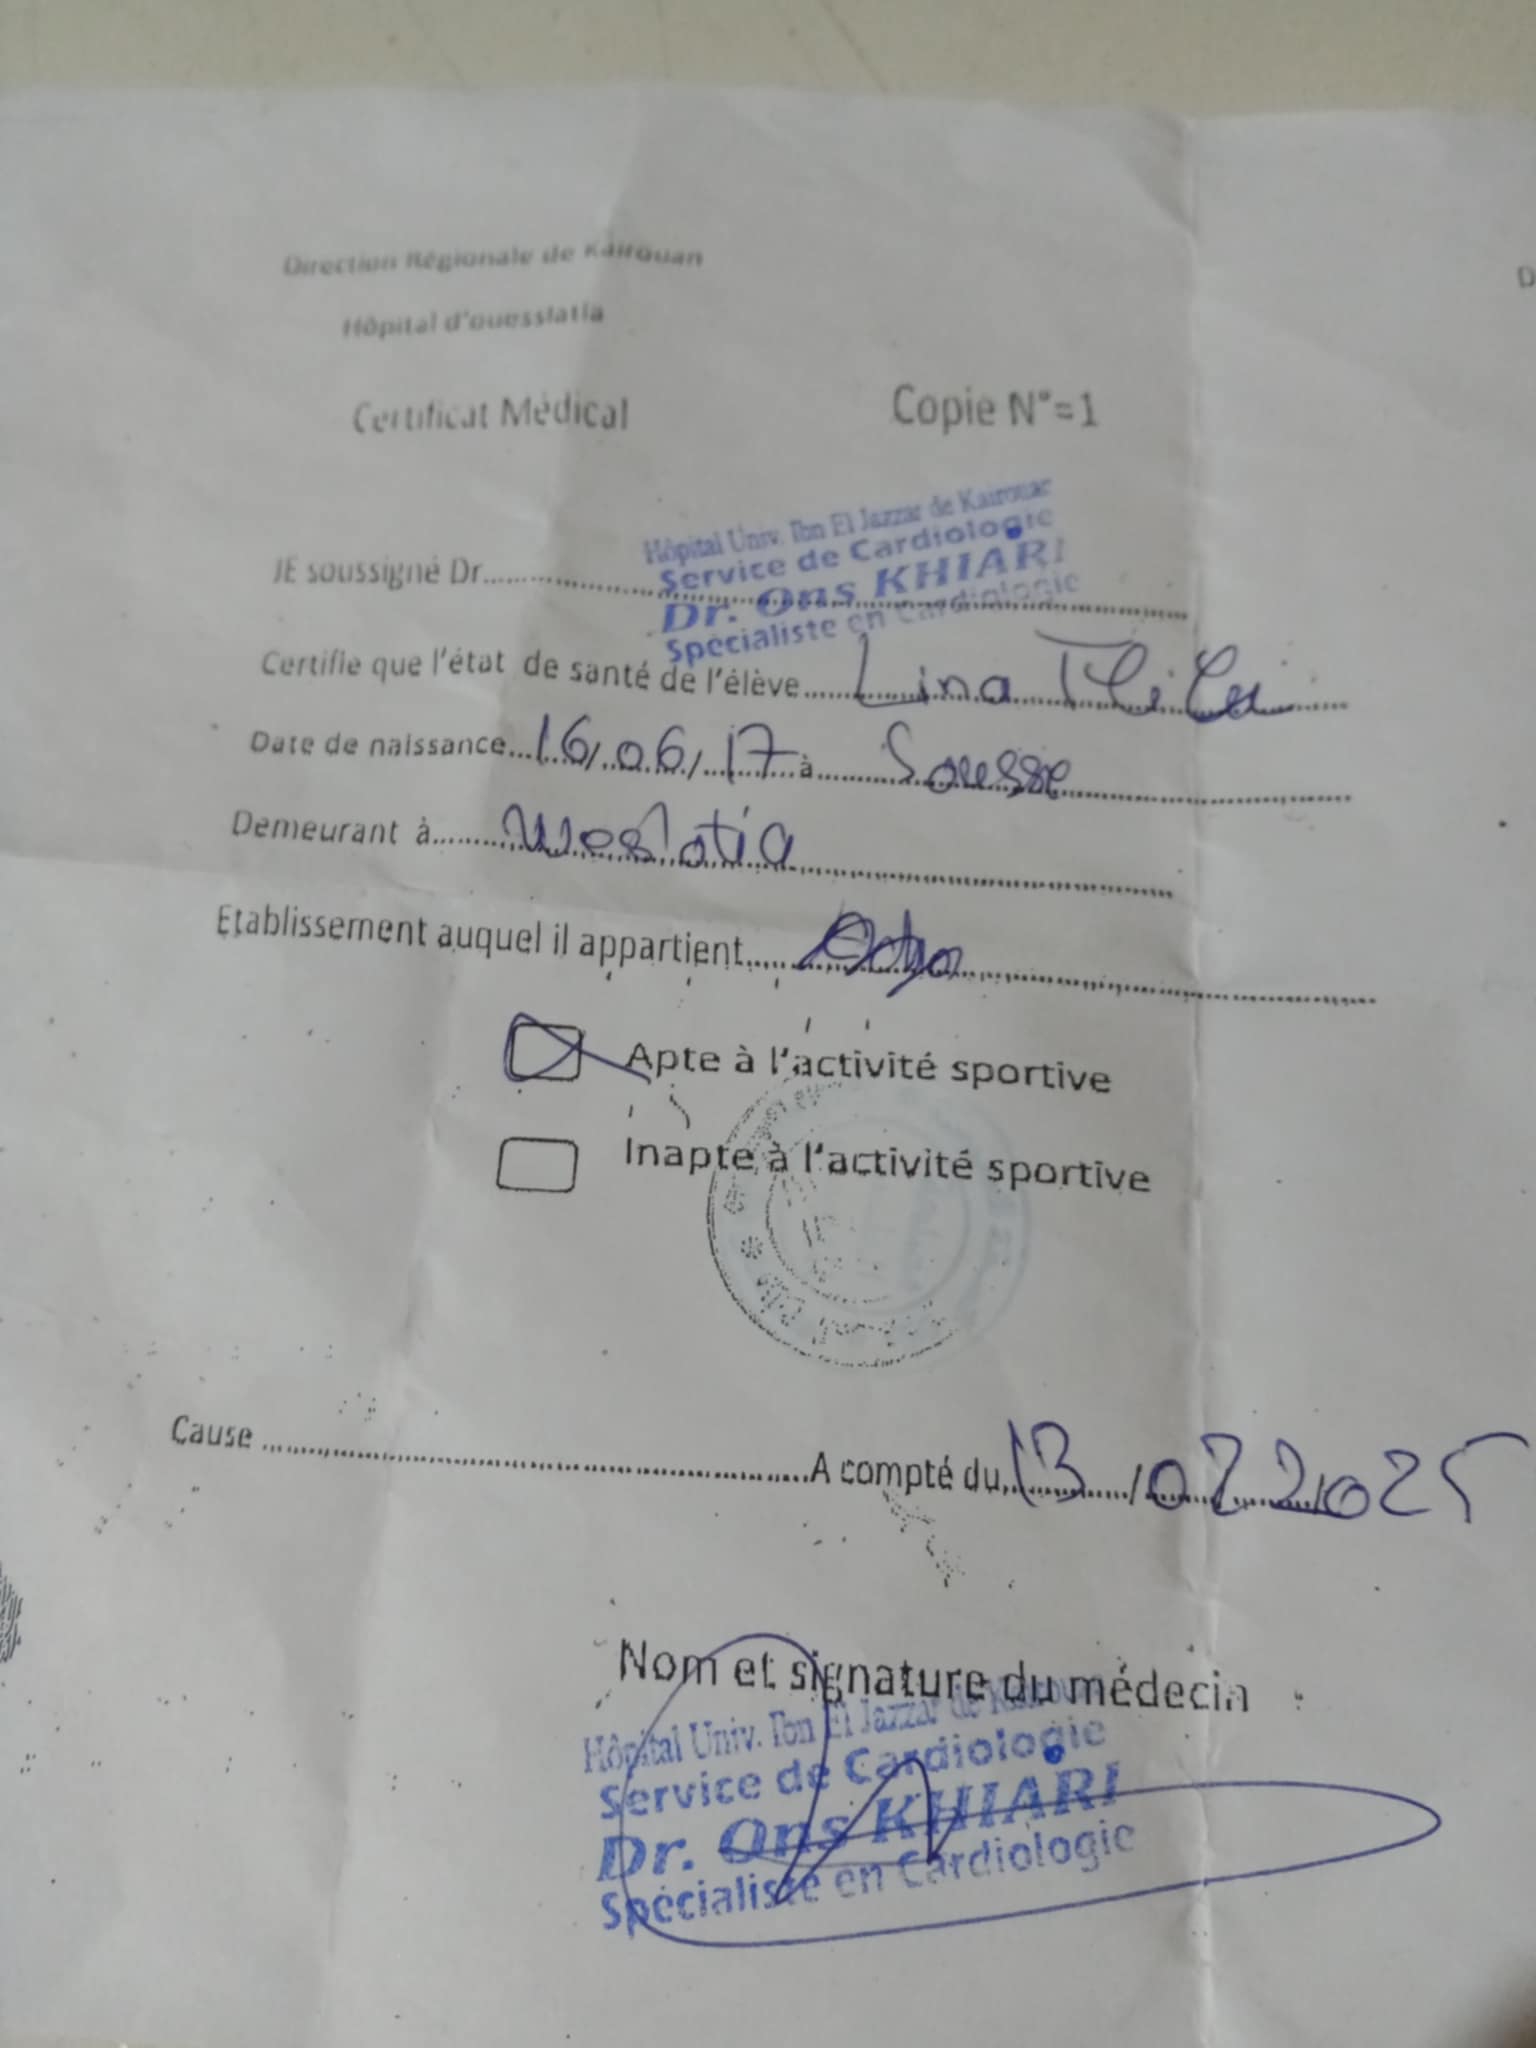 Direction Régionale de Kairouan
Hôpital d'ouesslatia
Certificat Médical Copie N°=1
Hôpital Univ. Ibn El Jazzar de Kairouan
Service de Cardiologie
JE soussigné Dr.
Dr. Ons KHIARI
Spécialiste en Cardiologie
Certifie que l'état de santé de l'élève Lina
Date de naissance 16/06/17 à Sousse
Demeurant à Weslatia
Etablissement auquel il appartient
Apte à l'activité sportive
Inapte à l'activité sportive
Cause A compté du 13/02/2025
Nom et signature du médecin :
Hôpital Univ. Ibn El Jazzar de Kairouan
Service de Cardiologie
Dr. Ons KHIARI
Spécialiste en Cardiologie